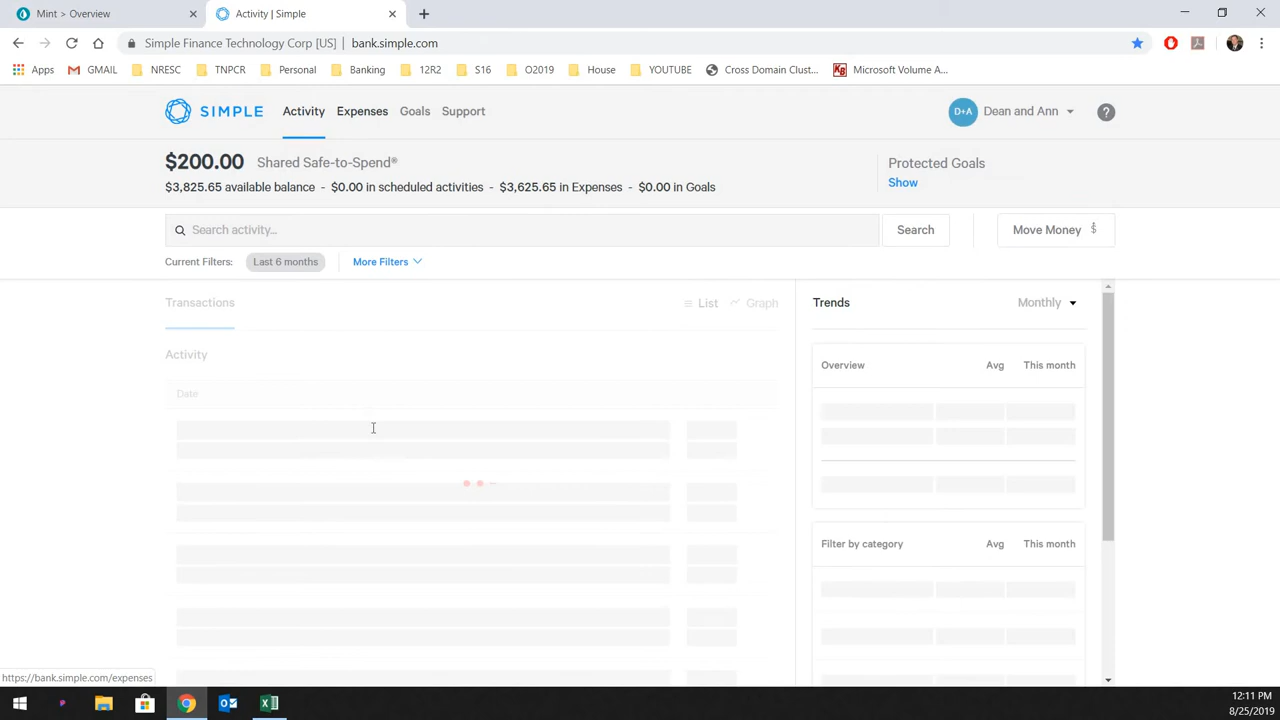 Mint > Overview
Activity | Simple
Simple Finance Technology Corp [US] | bank.simple.com
Apps GMAIL NRESC TNPCR Personal Banking 12R2 S16 O2019 House YOUTUBE Cross Domain Clust... Microsoft Volume A...
SIMPLE Activity Expenses Goals Support D+A Dean and Ann ?
$200.00 Shared Safe-to-Spend®
$3,825.65 available balance - $0.00 in scheduled activities - $3,625.65 in Expenses - $0.00 in Goals
Protected Goals
Show
Search activity... Search Move Money
Current Filters: Last 6 months More Filters
Transactions List Graph
Activity
Date
Trends Monthly
Overview Avg This month
Filter by category Avg This month
https://bank.simple.com/expenses
12:11 PM
8/25/2019